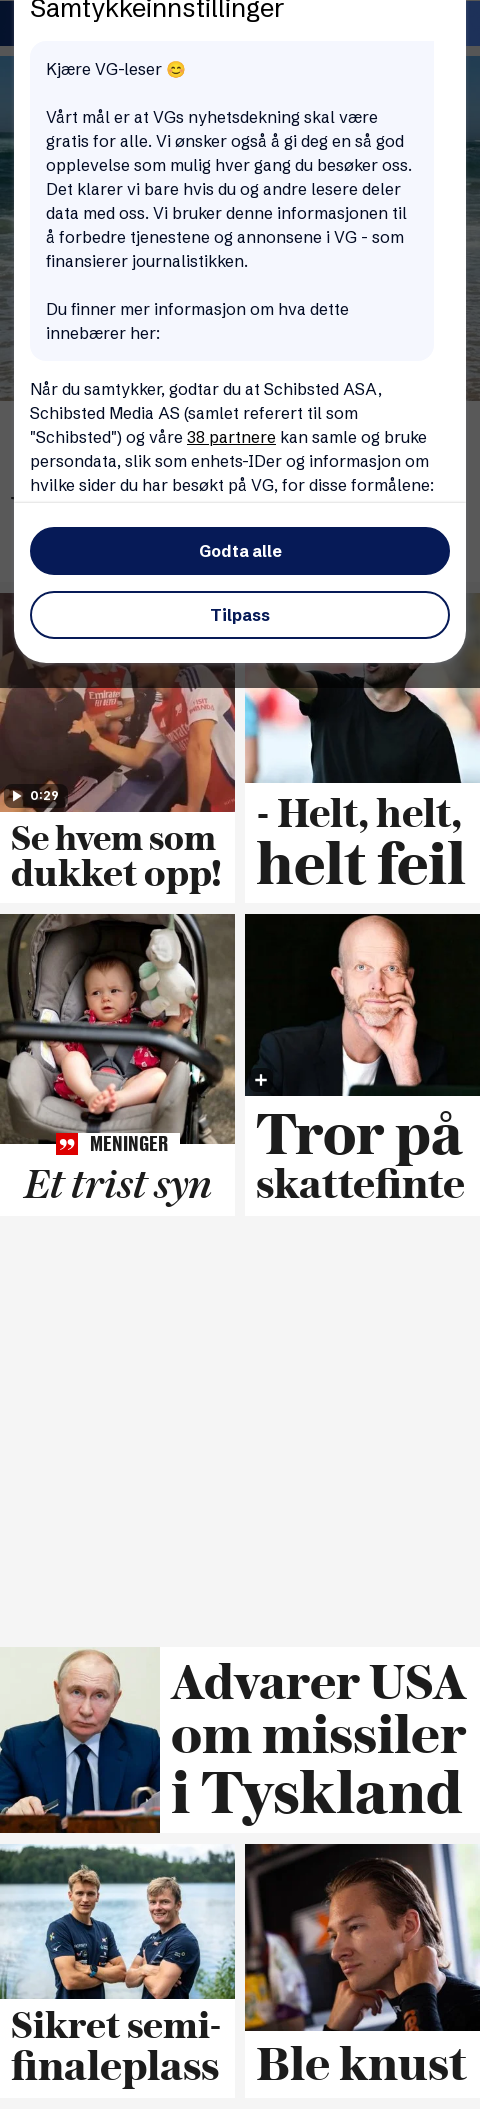 Samtykkeinnstillinger
Kjære VG-leser 😊
Vårt mål er at VGs nyhetsdekning skal være
gratis for alle. Vi ønsker også å gi deg en så god
opplevelse som mulig hver gang du besøker oss.
Det klarer vi bare hvis du og andre lesere deler
data med oss. Vi bruker denne informasjonen til
å forbedre tjenestene og annonsene i VG - som
finansierer journalistikken.
Du finner mer informasjon om hva dette
innebærer her:
Når du samtykker, godtar du at Schibsted ASA,
Schibsted Media AS (samlet referert til som
"Schibsted") og våre 38 partnere kan samle og bruke
persondata, slik som enhets-IDer og informasjon om
hvilke sider du har besøkt på VG, for disse formålene:
Godta alle
Tilpass
0:29
Se hvem som
dukket opp!
- Helt, helt,
helt feil
MENINGER
Et trist syn
Tror på
skattefinte
Advarer USA
om missiler
i Tyskland
Sikret semi-
finaleplass
Ble knust